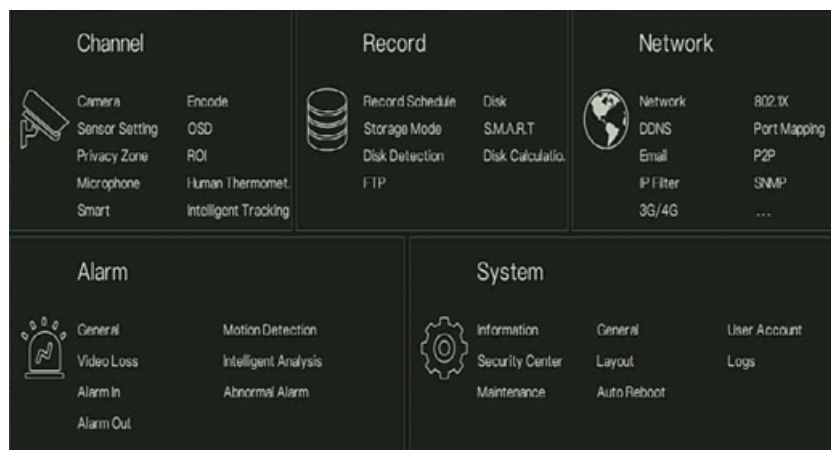 Channel
Camera Encode
Sensor Setting OSD
Privacy Zone ROI
Microphone Human Thermomet.
Smart Intelligent Tracking
Record
Record Schedule Disk
Storage Mode S.M.A.R.T
Disk Detection Disk Calculatio.
FTP
Network
Network 802.1X
DDNS Port Mapping
Email P2P
IP Filter SNMP
3G/4G ...
Alarm
General Motion Detection
Video Loss Intelligent Analysis
Alarm In Abnormal Alarm
Alarm Out
System
Information General User Account
Security Center Layout Logs
Maintenance Auto Reboot